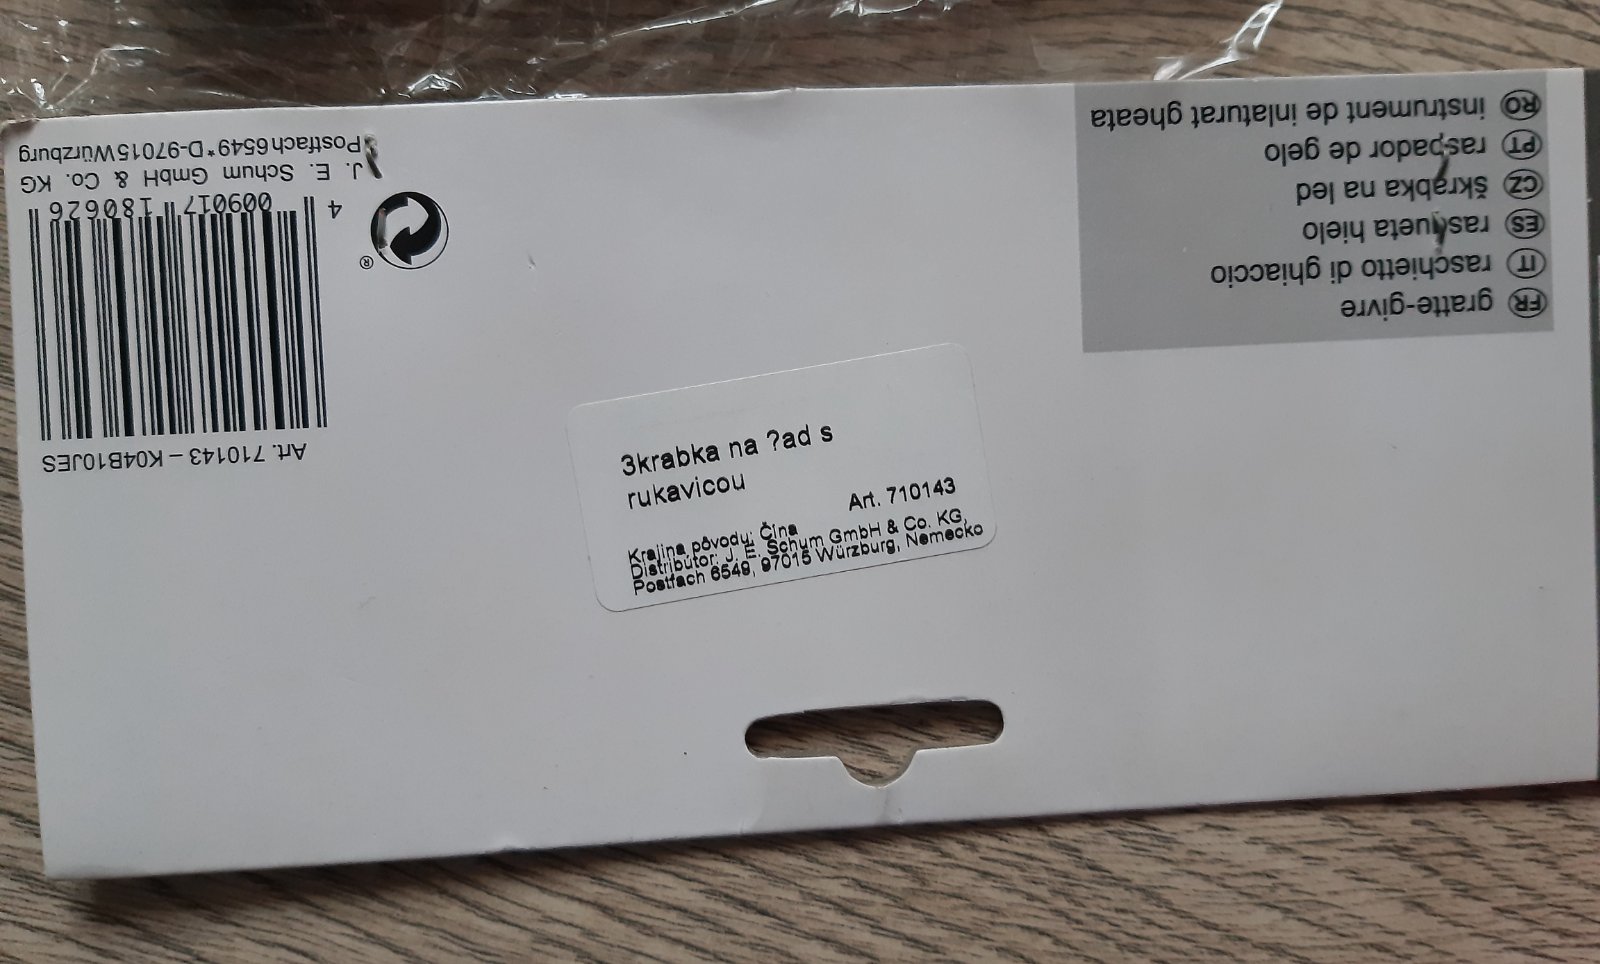 3krabka na ?ad s
rukavicou
Art. 710143
Krajina pôvodu: Čína
Distribútor: J. E. Schum GmbH & Co. KG,
Postfach 6549, 97015 Würzburg, Nemecko
FR gratte-givre
IT raschietto di ghiaccio
ES rasqueta hielo
CZ škrabka na led
PT raspador de gelo
RO instrument de inlaturat gheata
Art. 710143 – K04B10JES
4 009017 180626
®
J. E. Schum GmbH & Co. KG
Postfach 6549*D-97015 Würzburg